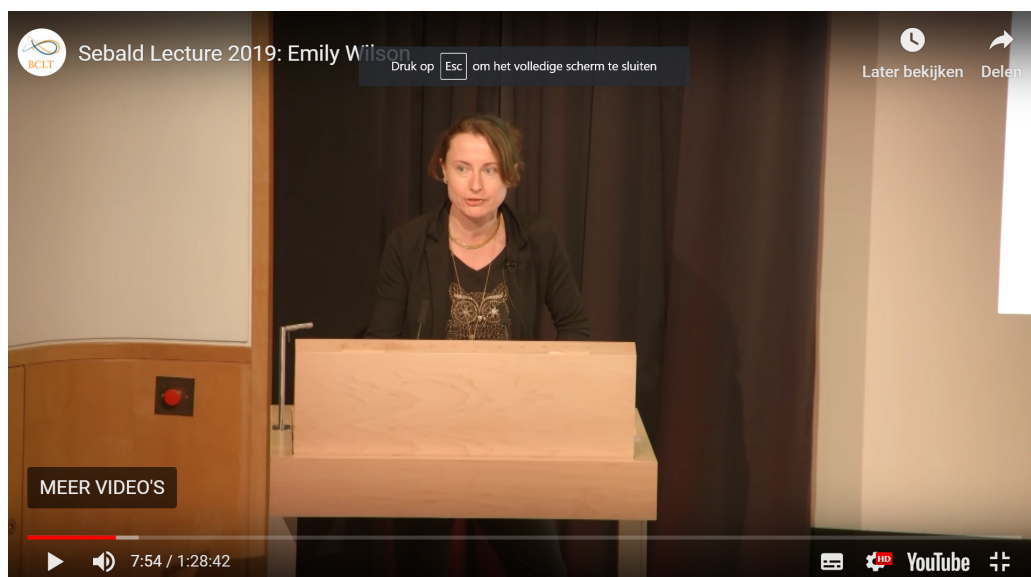 BCLT
Sebald Lecture 2019: Emily Wilson
Druk op Esc om het volledige scherm te sluiten
Later bekijken
Delen
MEER VIDEO'S
7:54 / 1:28:42
HD
YouTube